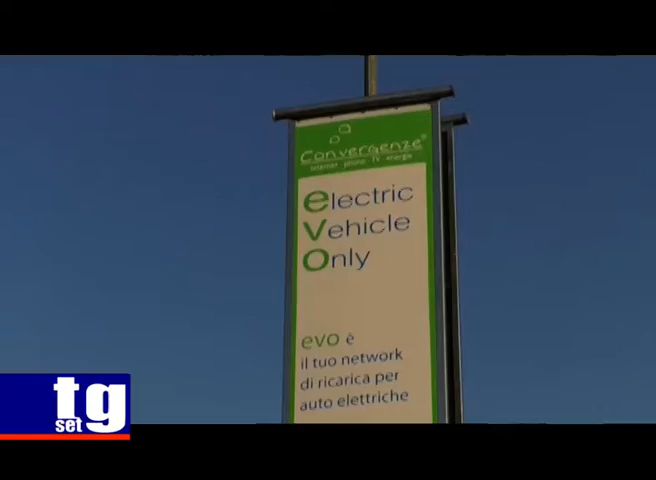 Convergenze®
internet · phone · TV · energia
electric
vehicle
Only
evo è
il tuo network
di ricarica per
auto elettriche
tg
set